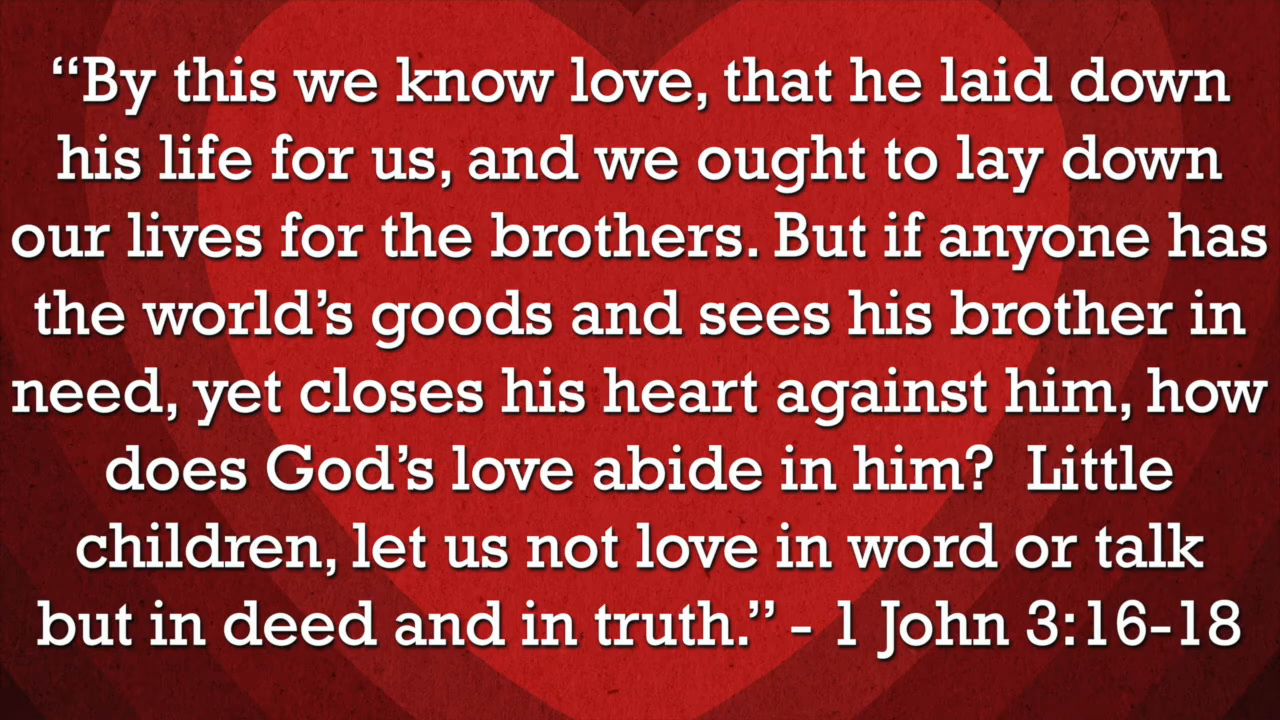 “By this we know love, that he laid down
his life for us, and we ought to lay down
our lives for the brothers. But if anyone has
the world’s goods and sees his brother in
need, yet closes his heart against him, how
does God’s love abide in him?  Little
children, let us not love in word or talk
but in deed and in truth.” - 1 John 3:16-18